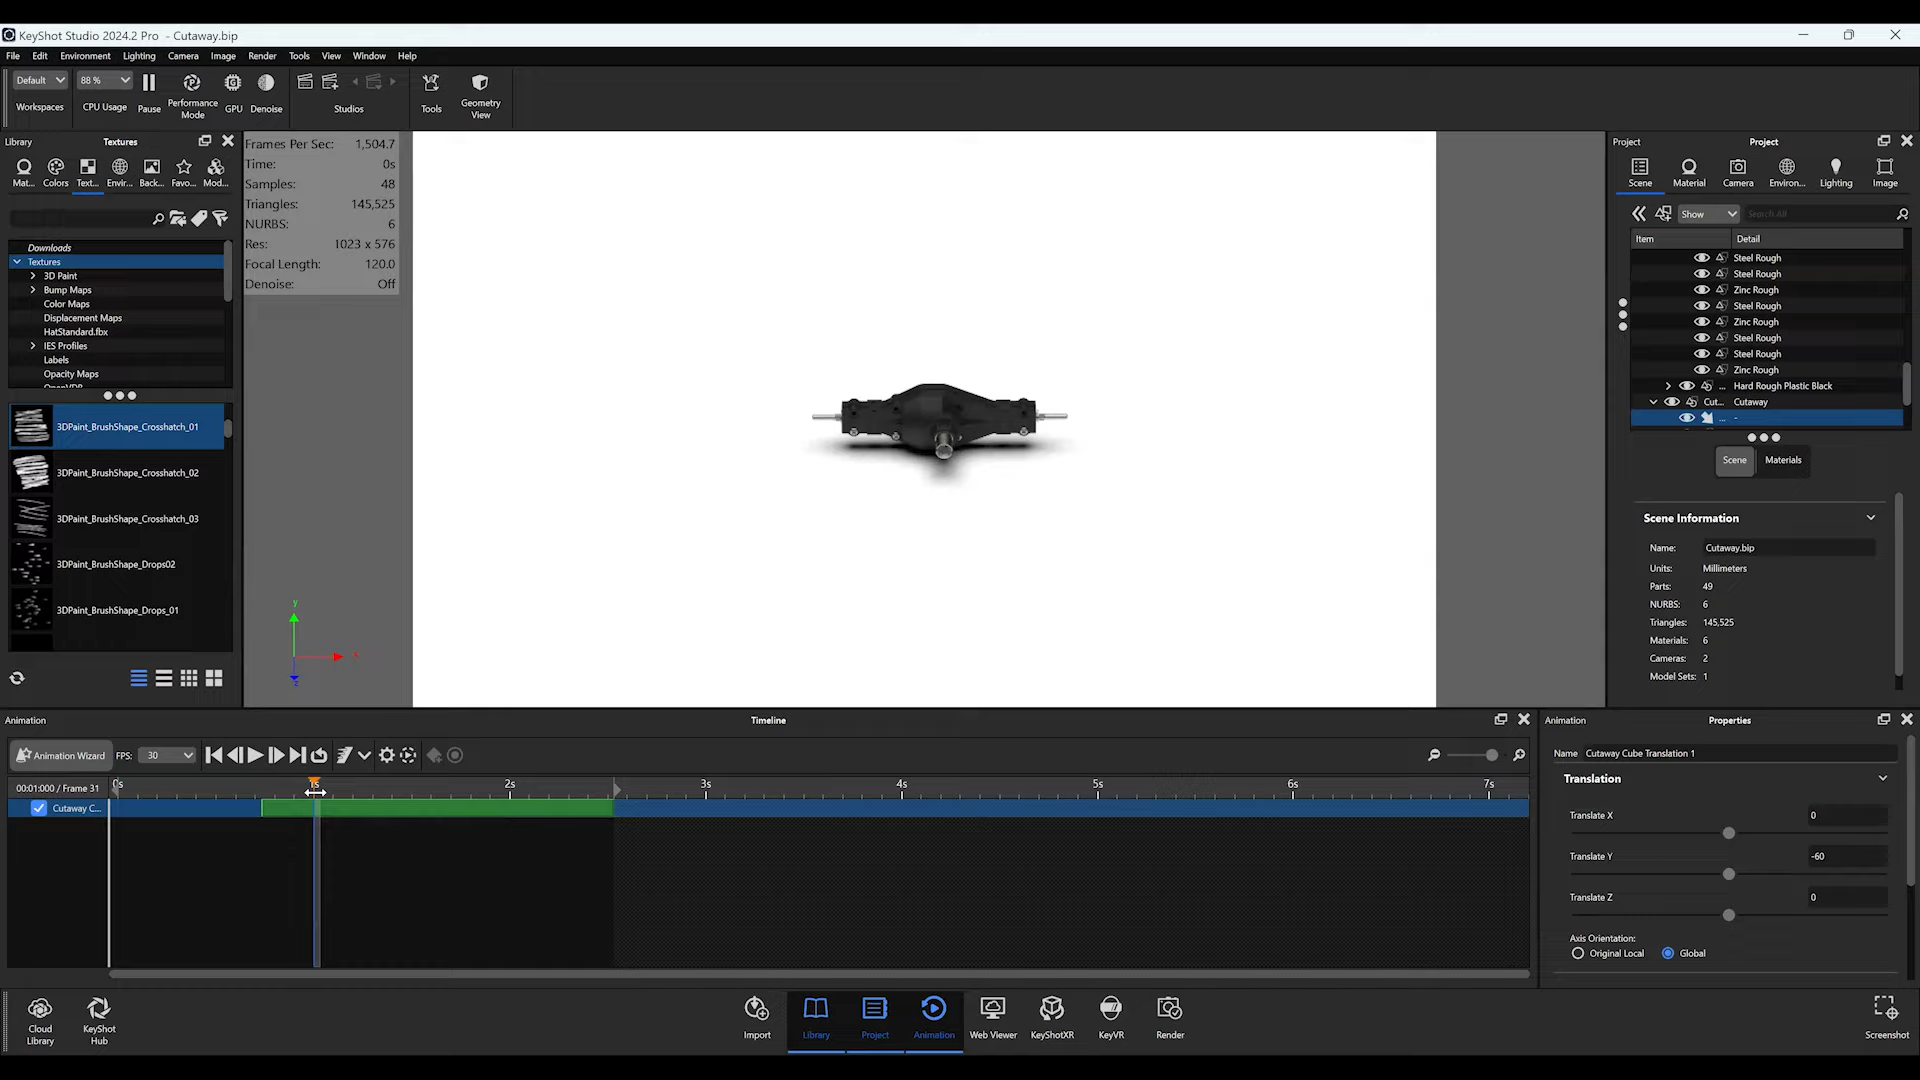 KeyShot Studio 2024.2 Pro - Cutaway.bip
File Edit Environment Lighting Camera Image Render Tools View Window Help
Default 88 %
Workspaces CPU Usage Pause Performance Mode GPU Denoise Studios Tools Geometry View
Library Textures
Mat... Colors Text... Envir... Back... Favo... Mod...
Downloads
Textures
3D Paint
Bump Maps
Color Maps
Displacement Maps
HatStandard.fbx
IES Profiles
Labels
Opacity Maps
OpenVDB
3DPaint_BrushShape_Crosshatch_01
3DPaint_BrushShape_Crosshatch_02
3DPaint_BrushShape_Crosshatch_03
3DPaint_BrushShape_Drops02
3DPaint_BrushShape_Drops_01
Frames Per Sec: 1,504.7
Time: 0s
Samples: 48
Triangles: 145,525
NURBS: 6
Res: 1023 x 576
Focal Length: 120.0
Denoise: Off
y
x
z
Project Project
Scene Material Camera Environ... Lighting Image
Show Search All
Item Detail
Steel Rough
Steel Rough
Zinc Rough
Steel Rough
Zinc Rough
Steel Rough
Steel Rough
Zinc Rough
... Hard Rough Plastic Black
Cut... Cutaway
... -
Scene Materials
Scene Information
Name: Cutaway.bip
Units: Millimeters
Parts: 49
NURBS: 6
Triangles: 145,525
Materials: 6
Cameras: 2
Model Sets: 1
Animation Timeline
Animation Wizard FPS: 30
00:01:000 / Frame 31 0s 1s 2s 3s 4s 5s 6s 7s
Cutaway C...
Animation Properties
Name Cutaway Cube Translation 1
Translation
Translate X 0
Translate Y -60
Translate Z 0
Axis Orientation:
Original Local Global
Cloud Library KeyShot Hub Import Library Project Animation Web Viewer KeyShotXR KeyVR Render Screenshot